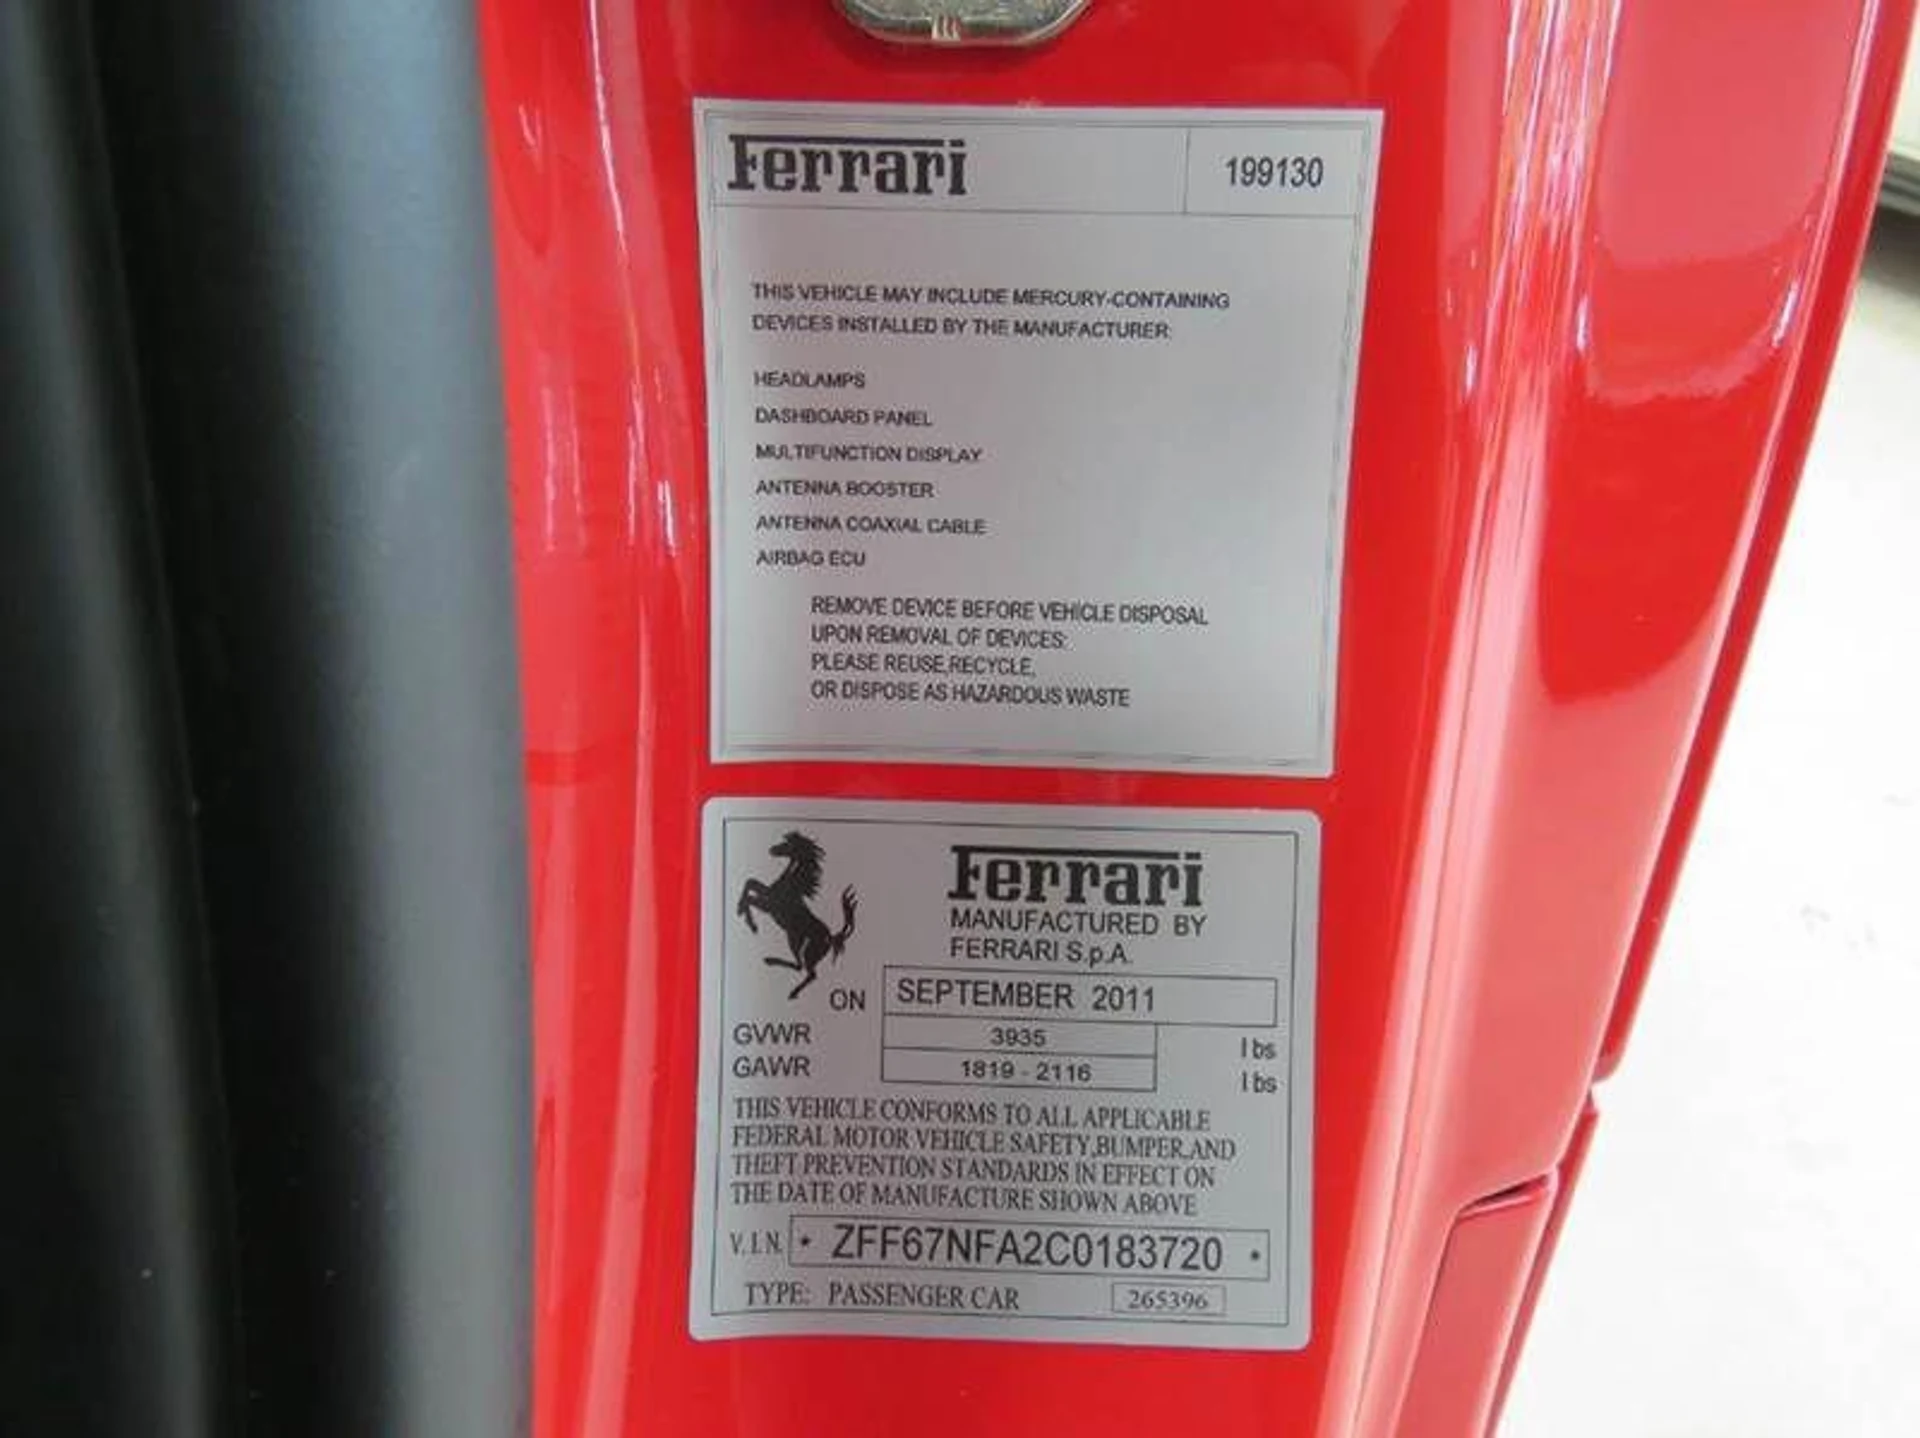 Ferrari 199130
THIS VEHICLE MAY INCLUDE MERCURY-CONTAINING
DEVICES INSTALLED BY THE MANUFACTURER:
HEADLAMPS
DASHBOARD PANEL
MULTIFUNCTION DISPLAY
ANTENNA BOOSTER
ANTENNA COAXIAL CABLE
AIRBAG ECU
REMOVE DEVICE BEFORE VEHICLE DISPOSAL
UPON REMOVAL OF DEVICES:
PLEASE REUSE,RECYCLE,
OR DISPOSE AS HAZARDOUS WASTE
Ferrari
MANUFACTURED BY
FERRARI S.p.A.
ON SEPTEMBER 2011
GVWR 3935 lbs
GAWR 1819 - 2116 lbs
THIS VEHICLE CONFORMS TO ALL APPLICABLE
FEDERAL MOTOR VEHICLE SAFETY,BUMPER,AND
THEFT PREVENTION STANDARDS IN EFFECT ON
THE DATE OF MANUFACTURE SHOWN ABOVE
V.I.N. * ZFF67NFA2C0183720 *
TYPE: PASSENGER CAR 265396